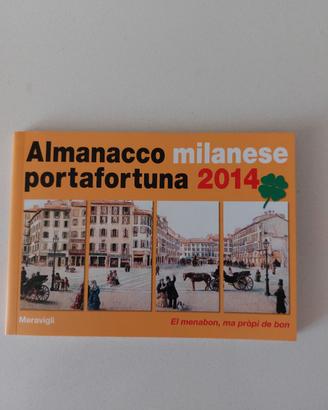 Almanacco milanese
portafortuna 2014
Meravigli
El menabon, ma pròpi de bon